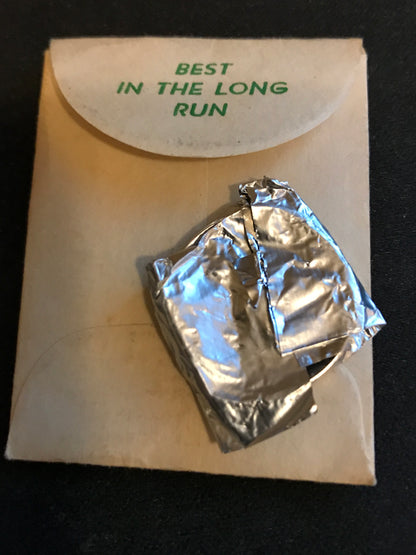 BEST
IN THE LONG
RUN